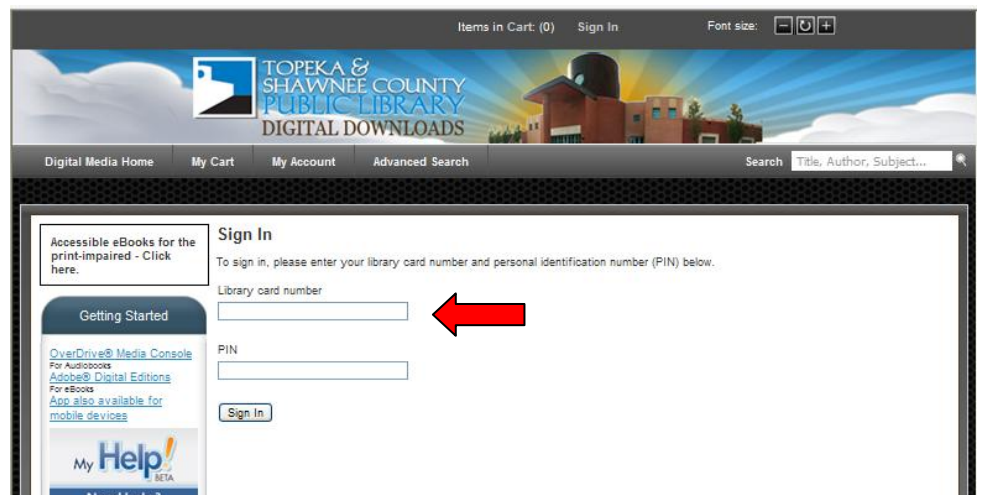 Items in Cart: (0) Sign In Font size:
TOPEKA &
SHAWNEE COUNTY
PUBLIC LIBRARY
DIGITAL DOWNLOADS
Digital Media Home My Cart My Account Advanced Search Search Title, Author, Subject...
Accessible eBooks for the
print-impaired - Click
here.
Sign In
To sign in, please enter your library card number and personal identification number (PIN) below.
Library card number
Getting Started
PIN
OverDrive® Media Console
For Audiobooks
Adobe® Digital Editions
For eBooks
App also available for
mobile devices
Sign In
My Help!
BETA